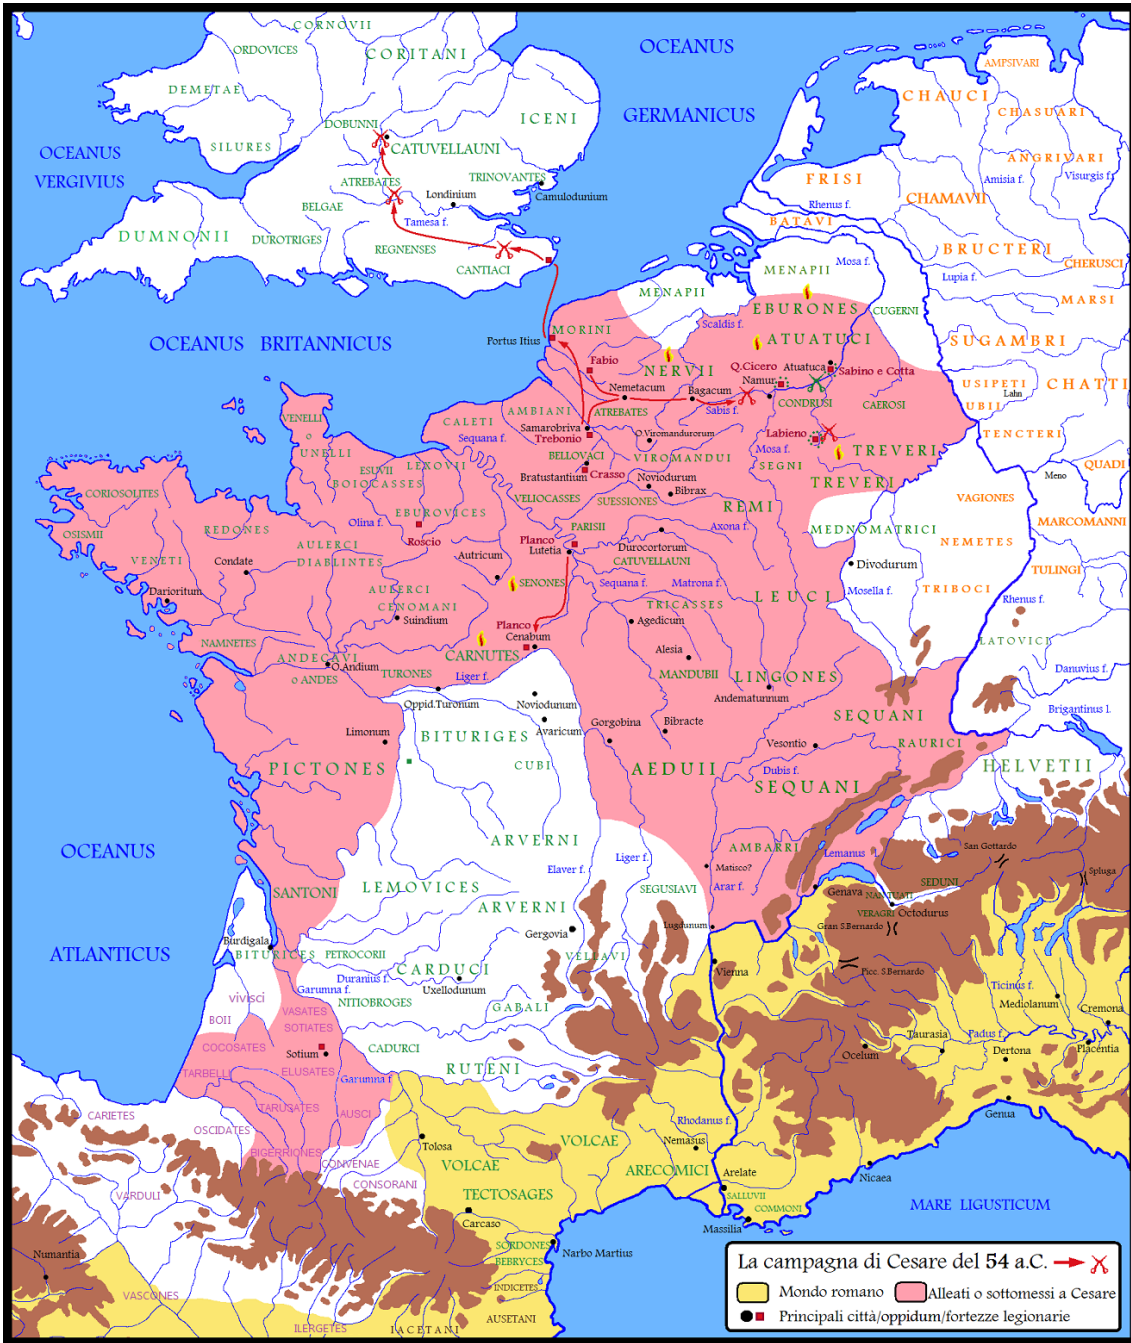 CORNOVII
ORDOVICES
CORITANI
DEMETAE
ICENI
DOBUNNI
CATUVELLAUNI
SILURES
TRINOVANTES
ATREBATES
Londinium
Camulodunium
BELGAE
Tamesa f.
DUMNONII
DUROTRIGES
REGNENSES
CANTIACI
OCEANUS
VERGIVIUS
OCEANUS
GERMANICUS
AMPSIVARI
CHAUCI
CHASUARI
ANGRIVARI
FRISI
Amisia f.
Visurgis f.
CHAMAVII
Rhenus f.
BATAVI
BRUCTERI
CHERUSCI
Lupia f.
MARSI
MENAPII
Mosa f.
MENAPII
EBURONES
CUGERNI
SUGAMBRI
OCEANUS BRITANNICUS
Portus Itius
MORINI
Scaldis f.
ATUATUCI
Fabio
NERVII
Q.Cicero
Atuatuca
Sabino e Cotta
Namur
Nemetacum
Bagacum
USIPETI
CHATTI
Lahn
UBII
CONDRUSI
CAEROSI
Sabis f.
AMBIANI
ATREBATES
CALETI
Samarobriva
Trebonio
Sequana f.
O.Viromandurorum
Labieno
Mosa f.
TENCTERI
TREVERI
VENELLI
o
UNELLI
BELLOVACI
VIROMANDUI
SEGNI
QUADI
LEXOVII
ESUVII
BOIOCASSES
Bratustantium
Crasso
Noviodurum
Bibrax
TREVERI
Meno
VAGIONES
CORIOSOLITES
VELIOCASSES
SUESSIONES
REMI
EBUROVICES
OSISMII
REDONES
Olina f.
Roscio
PARISII
Axona f.
MEDNOMATRICI
MARCOMANNI
NEMETES
AULERCI
DIABLINTES
Planco
Lutetia
Durocortorum
CATUVELLAUNI
VENETI
Condate
Autricum
Divodurum
TULINGI
Darioritum
AULERCI
CENOMANI
SENONES
Sequana f.
Matrona f.
LEUCI
Mosella f.
TRIBOCI
Rhenus f.
Suindium
TRICASSES
Planco
Agedicum
NAMNETES
Cenabum
LATOVICI
ANDECAVI
o ANDES
O.Andium
CARNUTES
Alesia
MANDUBII
Danuvius f.
TURONES
Liger f.
LINGONES
Andematunnum
Oppid.Turonum
Noviodunum
Brigantinus l.
Avaricum
Gorgobina
Bibracte
SEQUANI
Limonum
BITURIGES
Vesontio
RAURICI
PICTONES
CUBI
AEDUII
Dubis f.
SEQUANI
HELVETII
OCEANUS
ARVERNI
AMBARRI
San Gottardo
Liger f.
Elaver f.
Matisco?
Lemanus l.
Spluga
SANTONI
LEMOVICES
SEGUSIAVI
Arar f.
Genava
NANTUATI
SEDUNI
ARVERNI
VERAGRI
Octodurus
Gergovia
Lugdunum
Gran S.Bernardo
Burdigala
ATLANTICUS
BITURICES
PETROCORII
VELLAVI
Vienna
Picc. S.Bernardo
CARDUCI
Duranius f.
Uxellodunum
Garumna f.
Ticinus f.
vivisci
NITIOBROGES
GABALI
Mediolanum
VASATES
BOII
SOTIATES
Cremona
COCOSATES
Sotium
CADURCI
Taurasia
Padus f.
Ocelum
Dertona
Placentia
TARBELLI
ELUSATES
RUTENI
Garumna f
TARUSATES
AUSCI
Genua
CARIETES
OSCIDATES
Rhodanus f.
Tolosa
VOLCAE
Nemasus
BIGERRIONES
CONVENAE
VOLCAE
ARECOMICI
Arelate
Nicaea
VARDULI
CONSORANI
TECTOSAGES
SALLUVII
COMMONI
MARE LIGUSTICUM
Carcaso
Massilia
SORDONES
Narbo Martius
Numantia
BEBRYCES
VASCONES
INDICETES
AUSETANI
ILERGETES
IACETANI
La campagna di Cesare del 54 a.C.
Mondo romano
Alleati o sottomessi a Cesare
Principali città/oppidum/fortezze legionarie